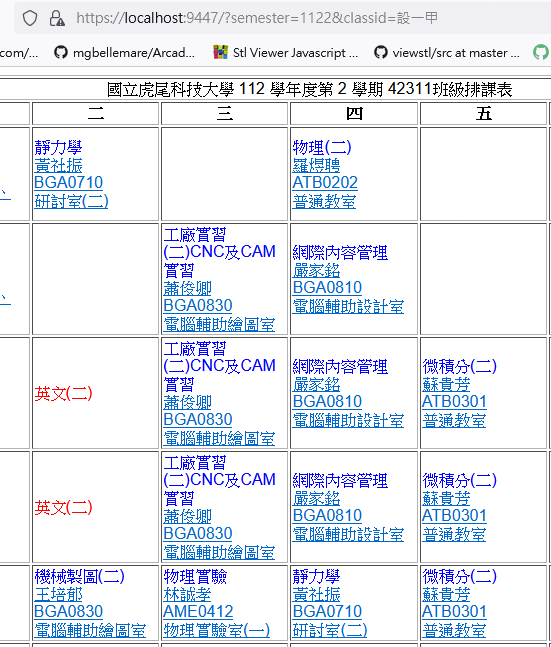 https://localhost:9447/?semester=1122&classid=設一甲
com/...
mgbellemare/Arcad...
Stl Viewer Javascript ...
viewstl/src at master ...
國立虎尾科技大學 112 學年度第 2 學期 42311班級排課表
二 三 四 五
靜力學
黃社振
BGA0710
研討室(二)
物理(二)
羅煜聘
ATB0202
普通教室
、
工廠實習
(二)CNC及CAM
實習
蕭俊卿
BGA0830
電腦輔助繪圖室
網際內容管理
嚴家銘
BGA0810
電腦輔助設計室
、
英文(二)
工廠實習
(二)CNC及CAM
實習
蕭俊卿
BGA0830
電腦輔助繪圖室
網際內容管理
嚴家銘
BGA0810
電腦輔助設計室
微積分(二)
蘇貴芳
ATB0301
普通教室
英文(二)
工廠實習
(二)CNC及CAM
實習
蕭俊卿
BGA0830
電腦輔助繪圖室
網際內容管理
嚴家銘
BGA0810
電腦輔助設計室
微積分(二)
蘇貴芳
ATB0301
普通教室
機械製圖(二)
王培郁
BGA0830
電腦輔助繪圖室
物理實驗
林誠孝
AME0412
物理實驗室(一)
靜力學
黃社振
BGA0710
研討室(二)
微積分(二)
蘇貴芳
ATB0301
普通教室